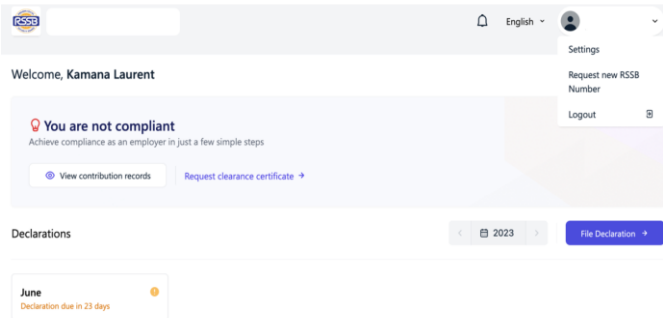 RSSB
English
Settings
Request new RSSB
Number
Logout
Welcome, Kamana Laurent
You are not compliant
Achieve compliance as an employer in just a few simple steps
View contribution records
Request clearance certificate →
Declarations
< 2023 >
File Declaration →
June
Declaration due in 23 days